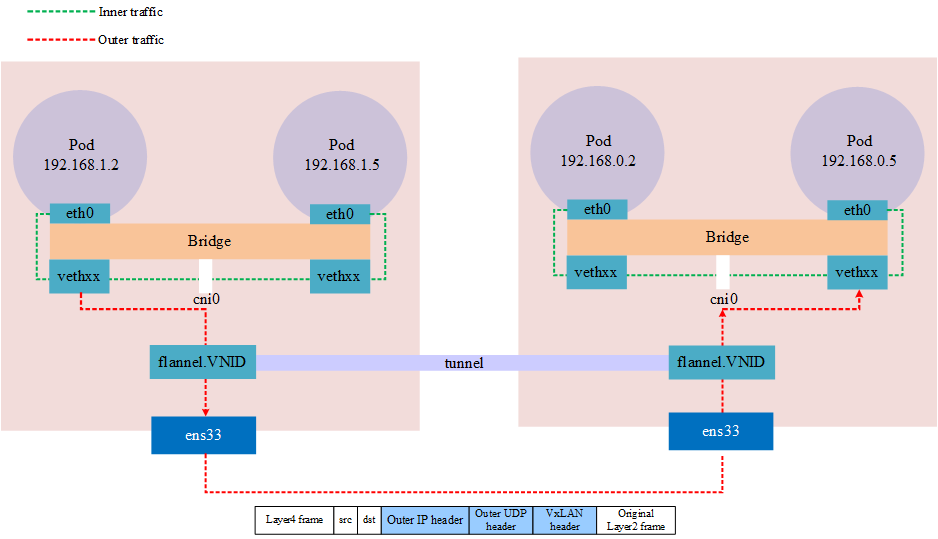 Inner traffic
Outer traffic
Pod
192.168.1.2
Pod
192.168.1.5
eth0
eth0
Bridge
vethxx
vethxx
cni0
flannel.VNID
ens33
tunnel
Pod
192.168.0.2
Pod
192.168.0.5
eth0
eth0
Bridge
vethxx
vethxx
cni0
flannel.VNID
ens33
Layer4 frame
src
dst
Outer IP header
Outer UDP
header
VxLAN
header
Original
Layer2 frame